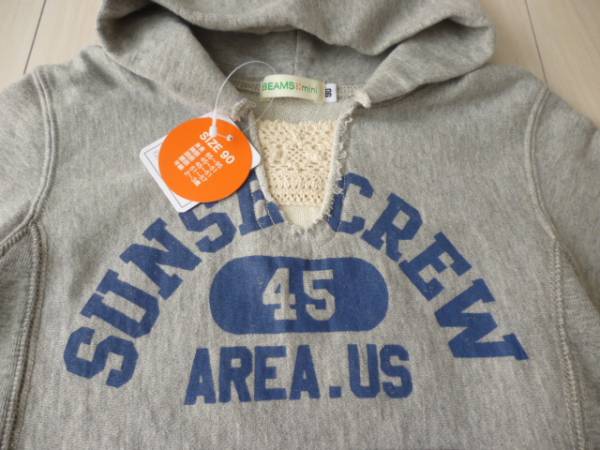 BEAMS mini
90
SIZE 90
SUNSE CREW
45
AREA.US